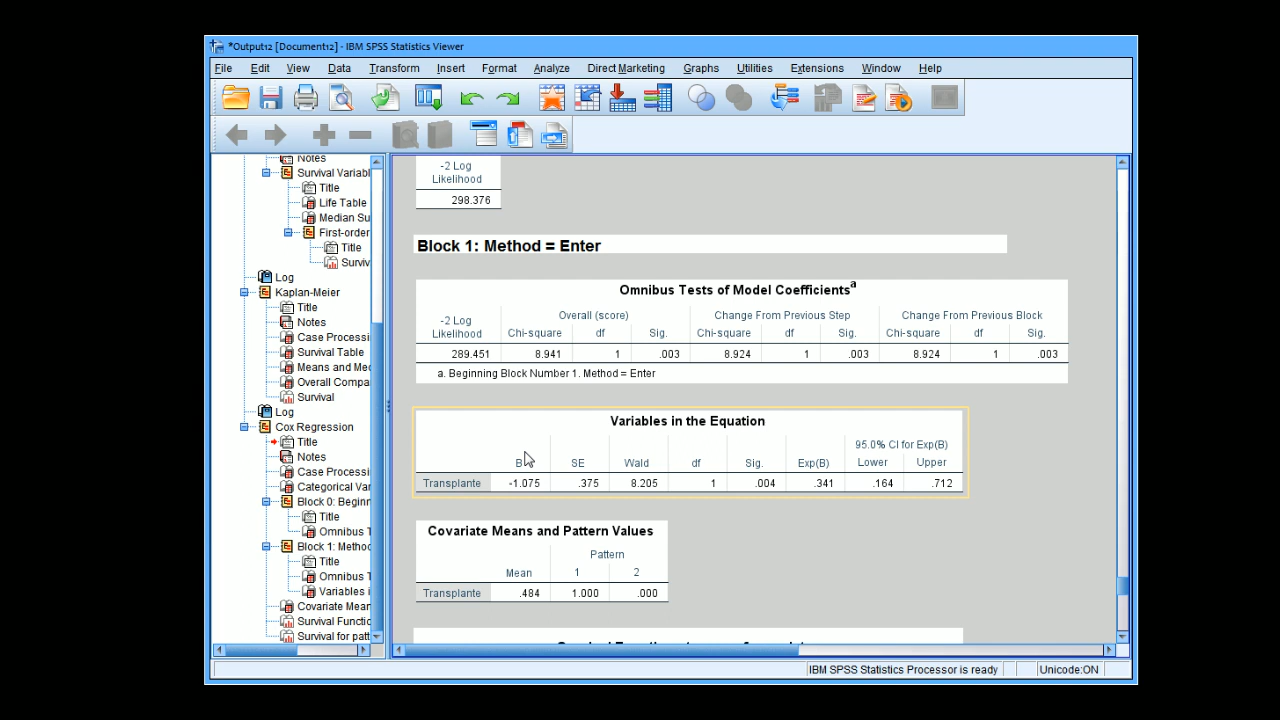 *Output12 [Document12] - IBM SPSS Statistics Viewer
File Edit View Data Transform Insert Format Analyze Direct Marketing Graphs Utilities Extensions Window Help
Notes
Survival Variabl
Title
Life Table
Median Su
First-order
Title
Surviv
Log
Kaplan-Meier
Title
Notes
Case Processi
Survival Table
Means and Mec
Overall Compa
Survival
Log
Cox Regression
Title
Notes
Case Processi
Categorical Var
Block 0: Beginr
Title
Omnibus T
Block 1: Metho
Title
Omnibus T
Variables i
Covariate Mean
Survival Functio
Survival for patt
-2 Log
Likelihood
298.376
Block 1: Method = Enter
Omnibus Tests of Model Coefficientsa
-2 Log Likelihood Overall (score) Change From Previous Step Change From Previous Block
Chi-square df Sig. Chi-square df Sig. Chi-square df Sig.
289.451 8.941 1 .003 8.924 1 .003 8.924 1 .003
a. Beginning Block Number 1. Method = Enter
Variables in the Equation
95.0% CI for Exp(B)
B SE Wald df Sig. Exp(B) Lower Upper
Transplante -1.075 .375 8.205 1 .004 .341 .164 .712
Covariate Means and Pattern Values
Pattern
Mean 1 2
Transplante .484 1.000 .000
IBM SPSS Statistics Processor is ready Unicode:ON